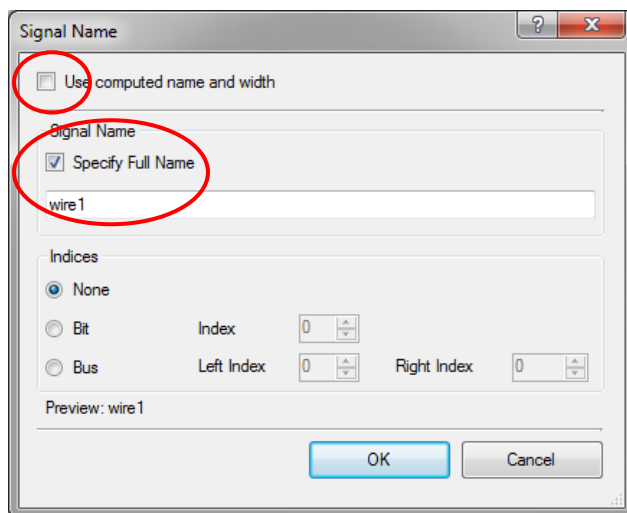 Signal Name
? X
Use computed name and width
Signal Name
Specify Full Name
wire1
Indices
None
Bit Index 0
Bus Left Index 0 Right Index 0
Preview: wire1
OK Cancel